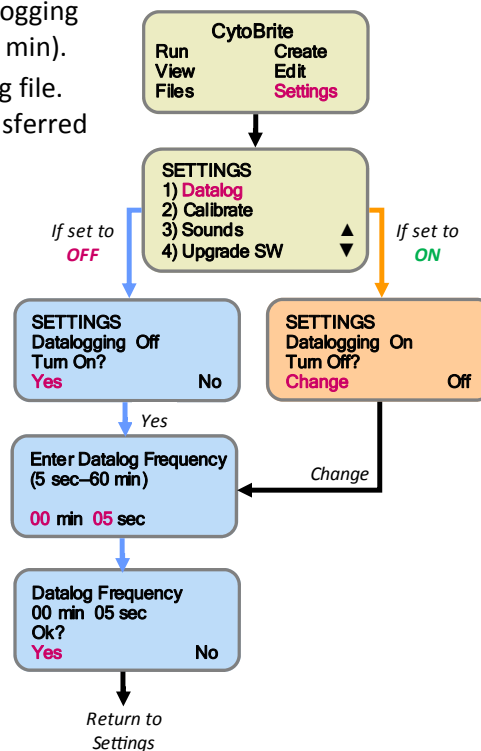 logging
min).
g file.
sferred
CytoBrite
Run Create
View Edit
Files Settings
SETTINGS
1) Datalog
2) Calibrate
3) Sounds ▲
4) Upgrade SW ▼
If set to
OFF
If set to
ON
SETTINGS
Datalogging Off
Turn On?
Yes No
SETTINGS
Datalogging On
Turn Off?
Change Off
Yes
Change
Enter Datalog Frequency
(5 sec–60 min)
00 min 05 sec
Datalog Frequency
00 min 05 sec
Ok?
Yes No
Return to
Settings